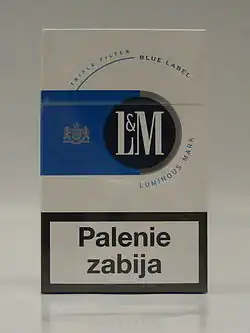 TRIPLE FILTER
BLUE LABEL
L&M
LUMINOUS MARK
Palenie
zabija